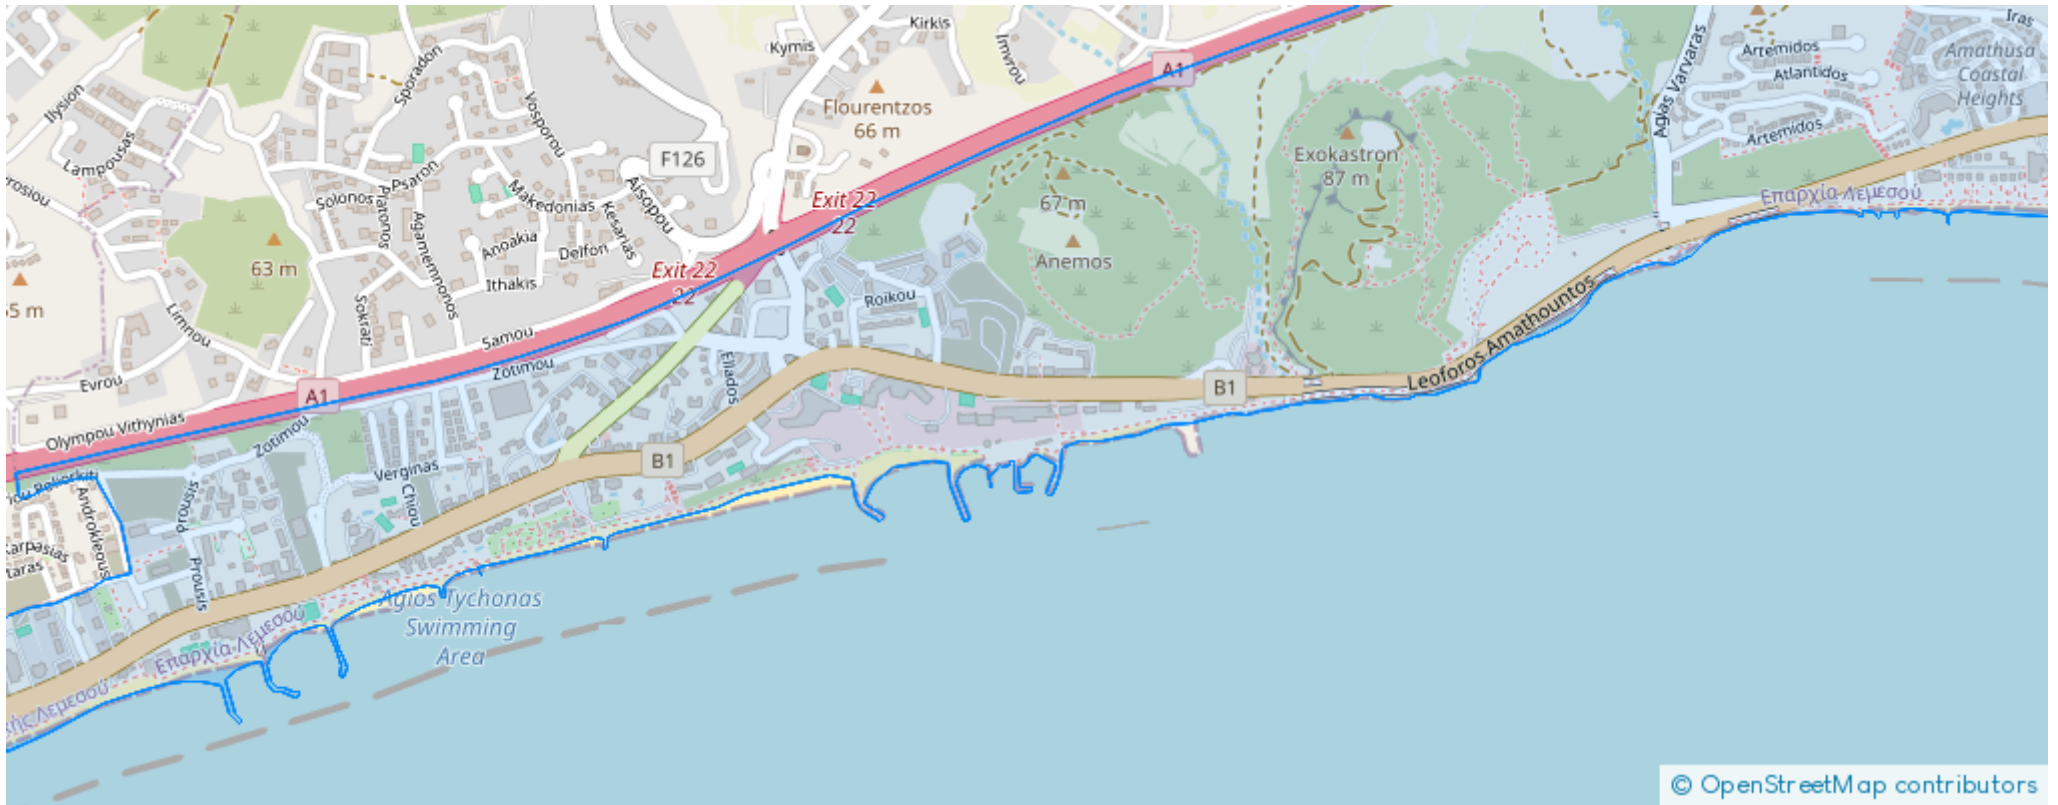 Kirkis
Kymis
Imvrou
A1
Agias Varvaras
Iras
Artemidos
Atlantidos
Amathusa
Coastal
Heights
Artemidos
Sporadon
Vosporou
Ilysion
Lampousas
Flourentzos
66 m
F126
Exokastron
87 m
Psaron
Solonos
Platonos
Makedonias
Kesarias
Aisopou
Exit 22
22
67 m
Anemos
Επαρχία Λεμεσού
Agamemnonos
Anoakia
Delfon
Ithakis
63 m
Exit 22
22
Roikou
Sokrati
Limnou
Samou
Zotimou
Evrou
A1
Eliados
B1
Leoforos Amathountos
Olympou Vithynias
Zotimou
Verginas
Chiou
B1
Prousis
Androkleous
Prousis
Agios Tychonas
Swimming
Area
Επαρχία Λεμεσού
Λεμεσού
© OpenStreetMap contributors